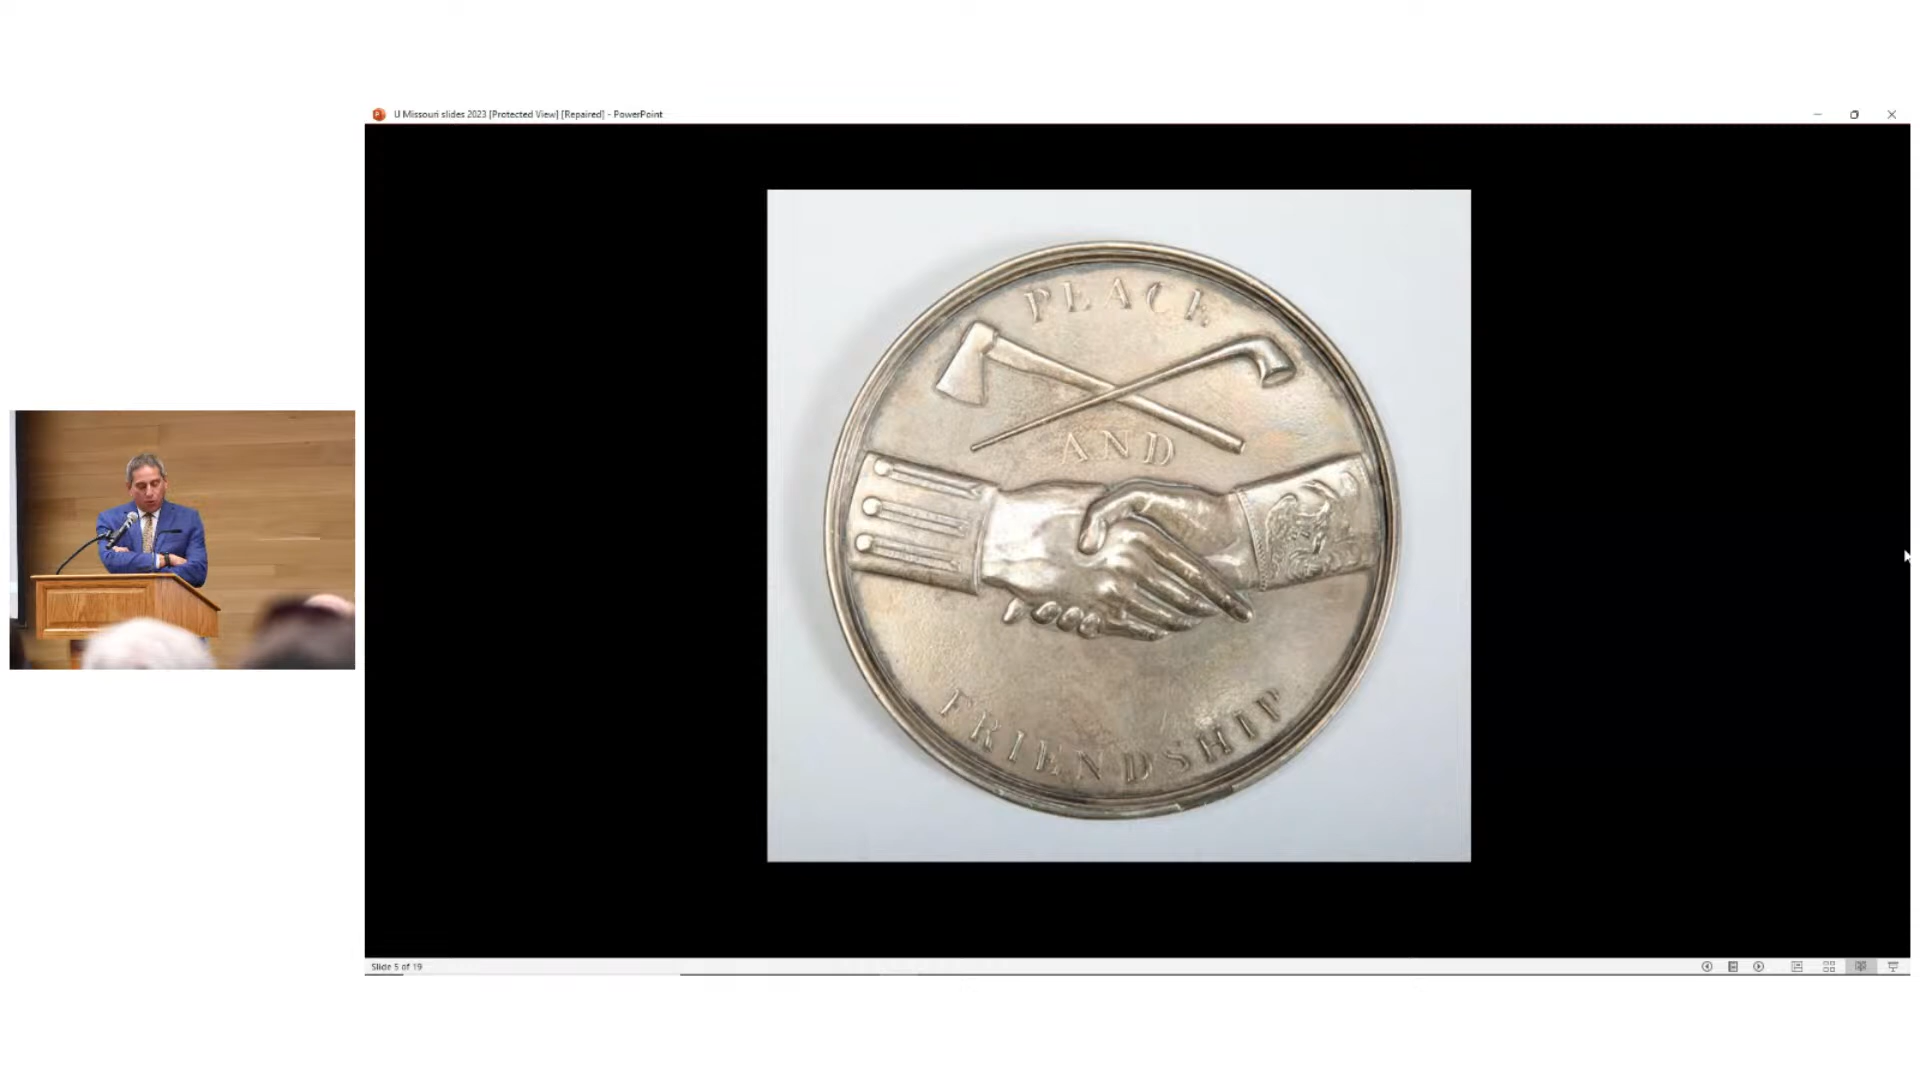 U Missouri slides 2023 [Protected View] [Repaired] - PowerPoint
PEACE
AND
FRIENDSHIP
Slide 5 of 19